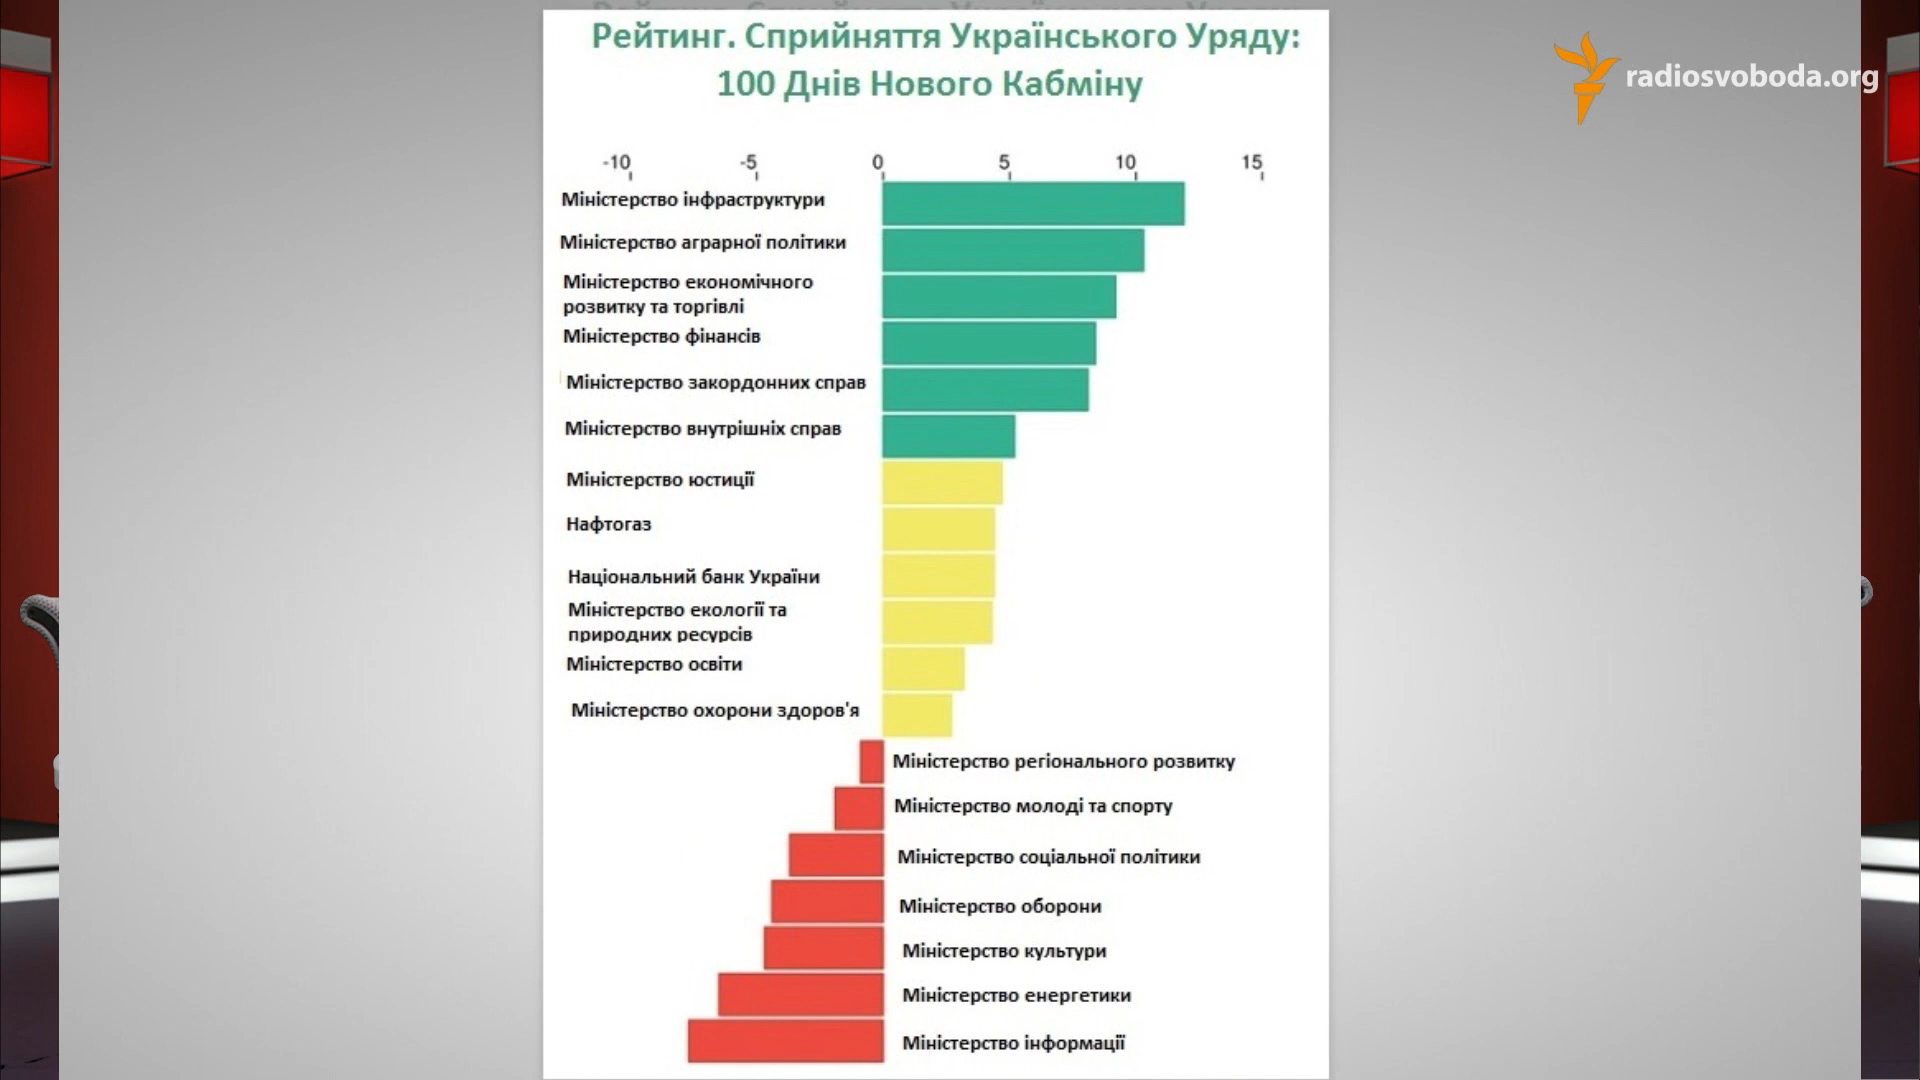 Рейтинг. Сприйняття Українського Уряду:
100 Днів Нового Кабміну
radiosvoboda.org
-10 -5 0 5 10 15
Міністерство інфраструктури
Міністерство аграрної політики
Міністерство економічного
розвитку та торгівлі
Міністерство фінансів
Міністерство закордонних справ
Міністерство внутрішніх справ
Міністерство юстиції
Нафтогаз
Національний банк України
Міністерство екології та
природних ресурсів
Міністерство освіти
Міністерство охорони здоров'я
Міністерство регіонального розвитку
Міністерство молоді та спорту
Міністерство соціальної політики
Міністерство оборони
Міністерство культури
Міністерство енергетики
Міністерство інформації